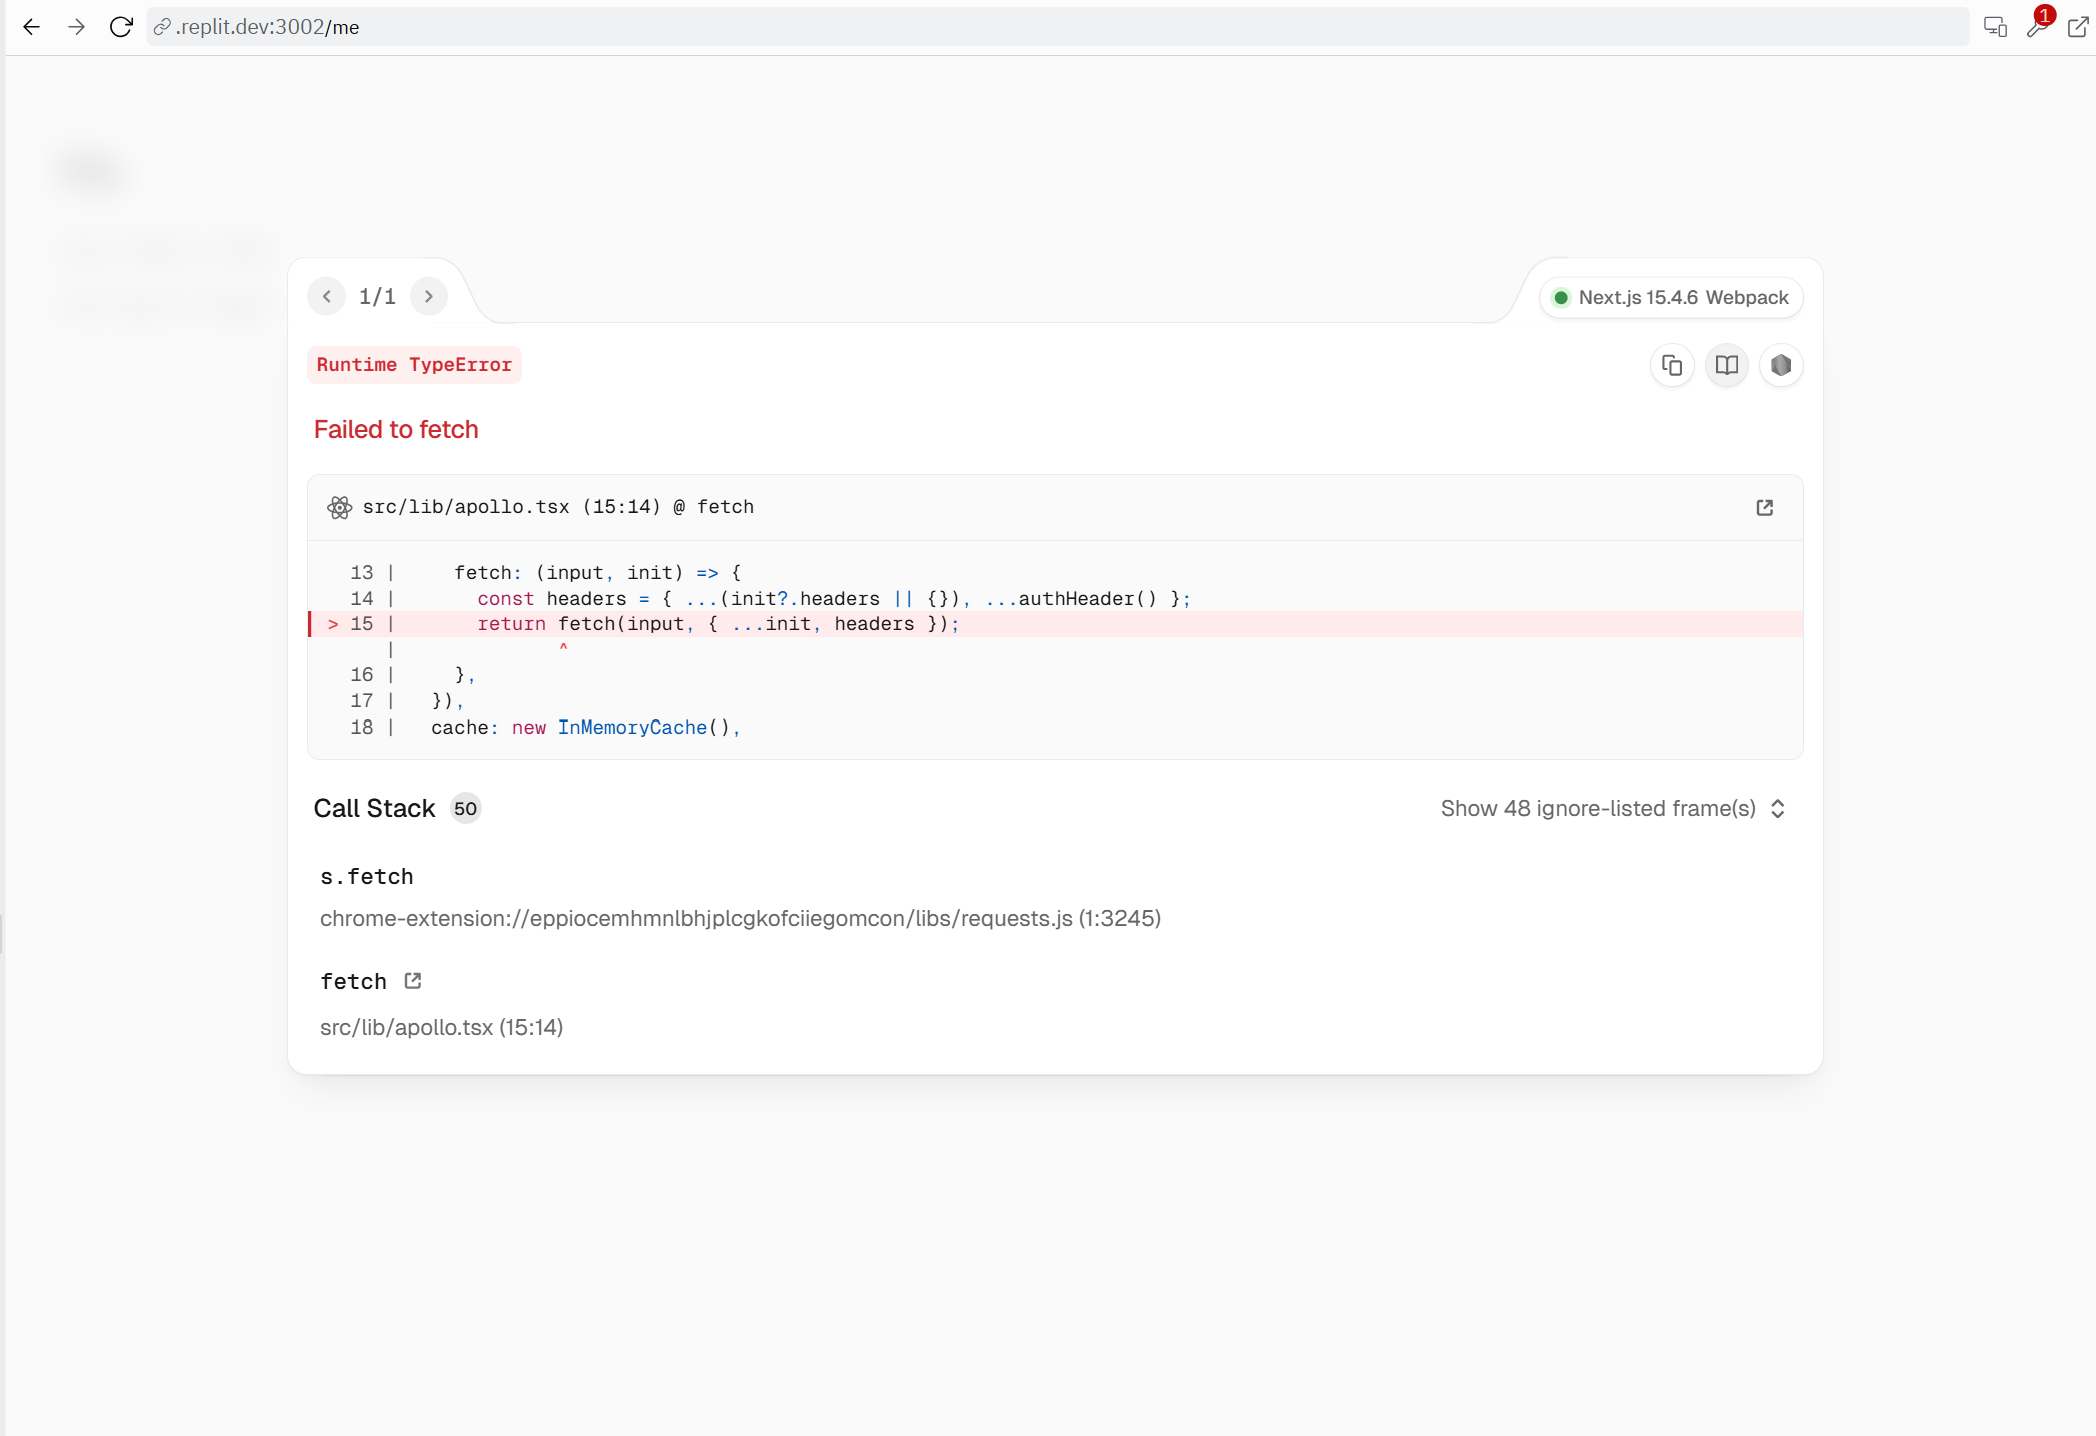 .replit.dev:3002/me
1
1/1
Next.js 15.4.6 Webpack
Runtime TypeError
Failed to fetch
src/lib/apollo.tsx (15:14) @ fetch
13 |     fetch: (input, init) => {
14 |       const headers = { ...(init?.headers || {}), ...authHeader() };
> 15 |       return fetch(input, { ...init, headers });
|              ^
16 |     },
17 |   }),
18 |   cache: new InMemoryCache(),
Call Stack 50
Show 48 ignore-listed frame(s)
s.fetch
chrome-extension://eppiocemhmnlbhjplcgkofciiegomcon/libs/requests.js (1:3245)
fetch
src/lib/apollo.tsx (15:14)